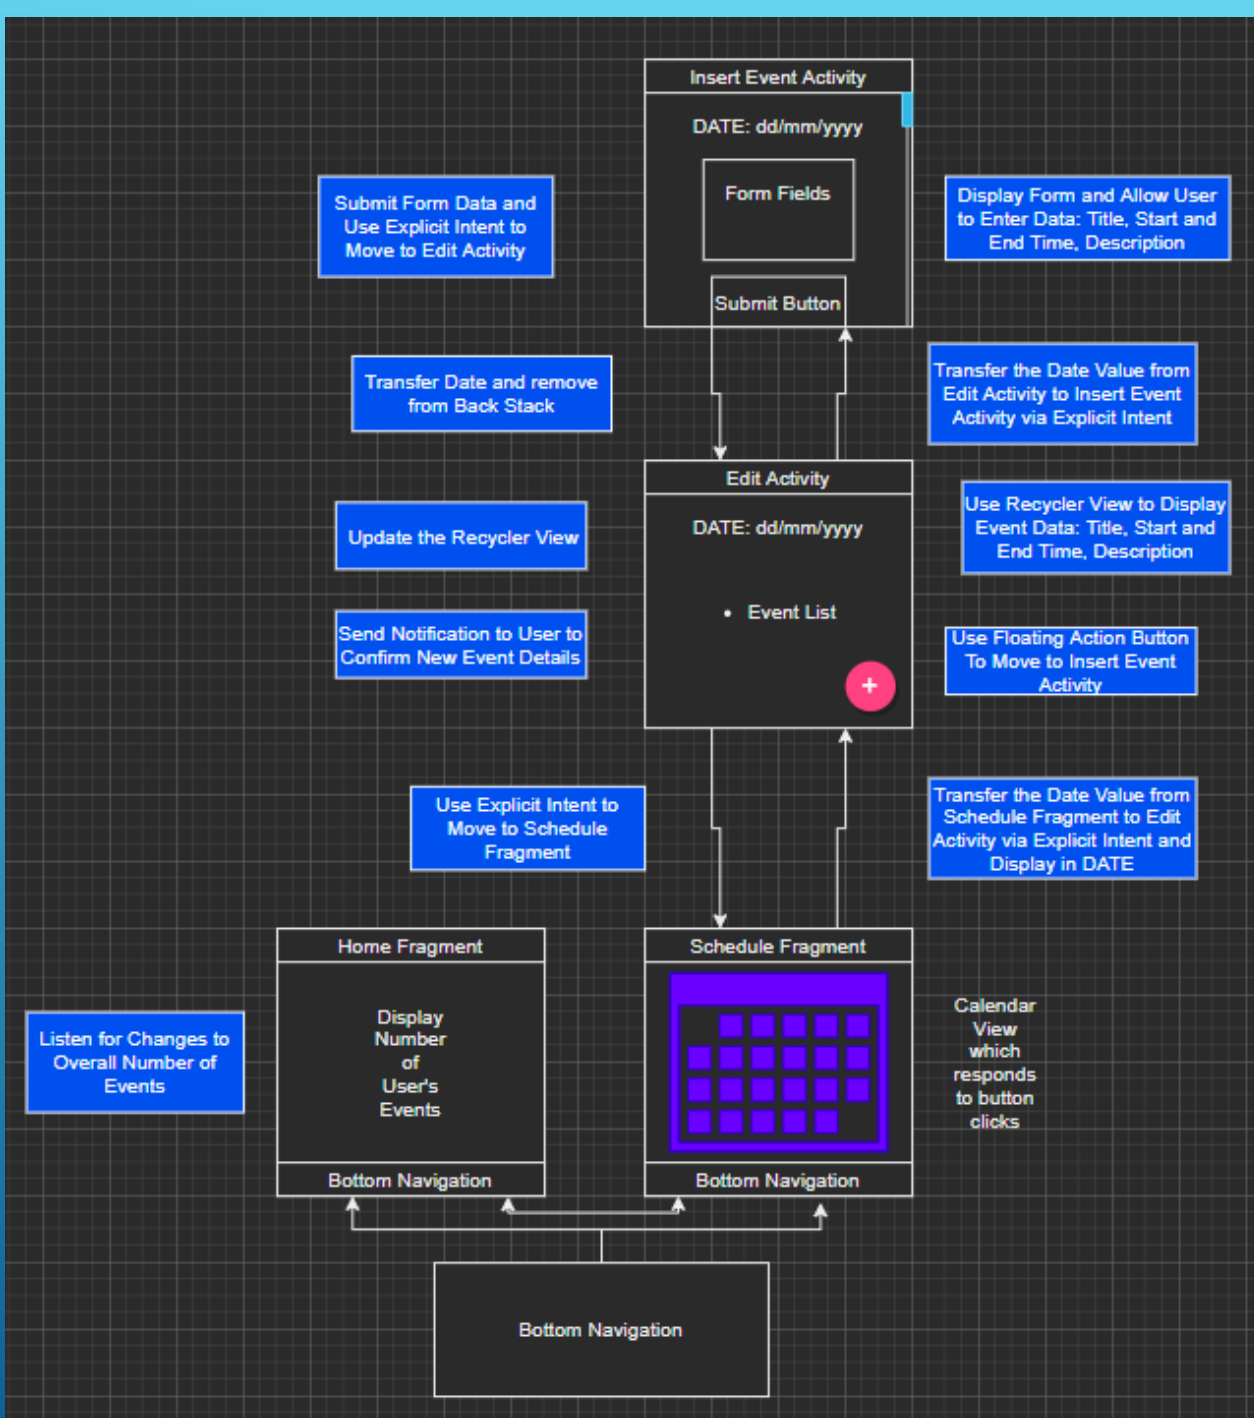 Insert Event Activity
DATE: dd/mm/yyyy
Form Fields
Submit Button
Submit Form Data and
Use Explicit Intent to
Move to Edit Activity
Display Form and Allow User
to Enter Data: Title, Start and
End Time, Description
Transfer Date and remove
from Back Stack
Transfer the Date Value from
Edit Activity to Insert Event
Activity via Explicit Intent
Edit Activity
DATE: dd/mm/yyyy
• Event List
+
Update the Recycler View
Use Recycler View to Display
Event Data: Title, Start and
End Time, Description
Send Notification to User to
Confirm New Event Details
Use Floating Action Button
To Move to Insert Event
Activity
Use Explicit Intent to
Move to Schedule
Fragment
Transfer the Date Value from
Schedule Fragment to Edit
Activity via Explicit Intent and
Display in DATE
Home Fragment
Display
Number
of
User's
Events
Bottom Navigation
Listen for Changes to
Overall Number of
Events
Schedule Fragment
Bottom Navigation
Calendar
View
which
responds
to button
clicks
Bottom Navigation